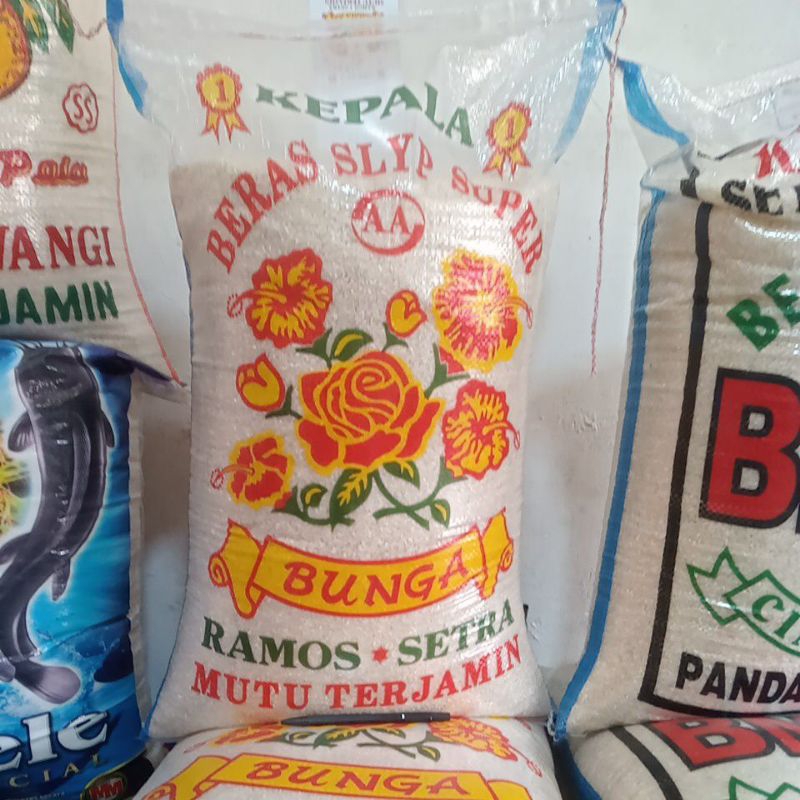 SS
WANGI
JAMIN
ele
CIAL
1 KEPALA 1
BERAS SLYP SUPER
AA
BUNGA
RAMOS * SETRA
MUTU TERJAMIN
BUNGA
BE
B
PANDA
B